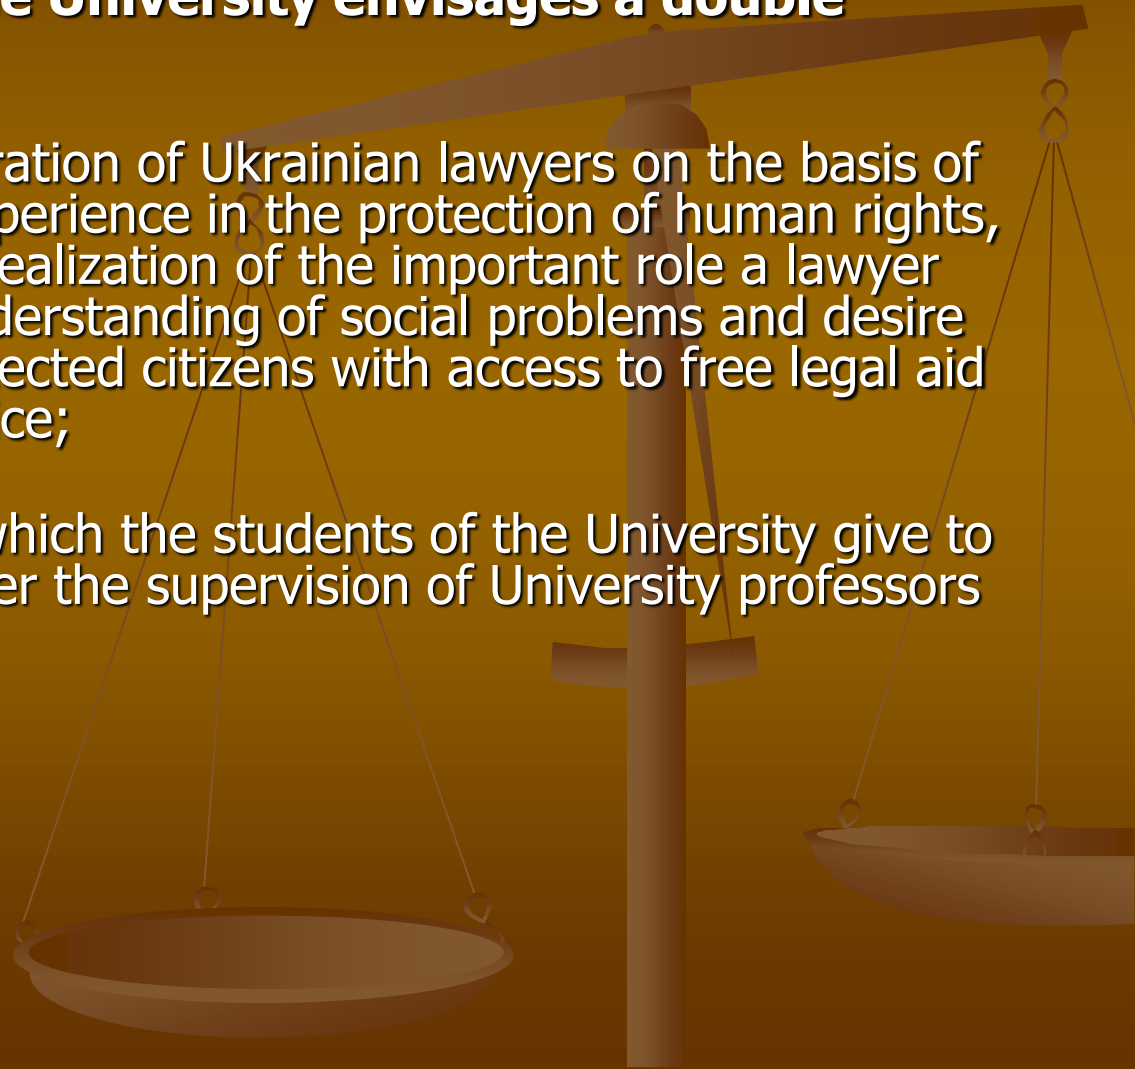 e University envisages a double
ration of Ukrainian lawyers on the basis of
perience in the protection of human rights,
ealization of the important role a lawyer
derstanding of social problems and desire
ected citizens with access to free legal aid
ice;
which the students of the University give to
er the supervision of University professors